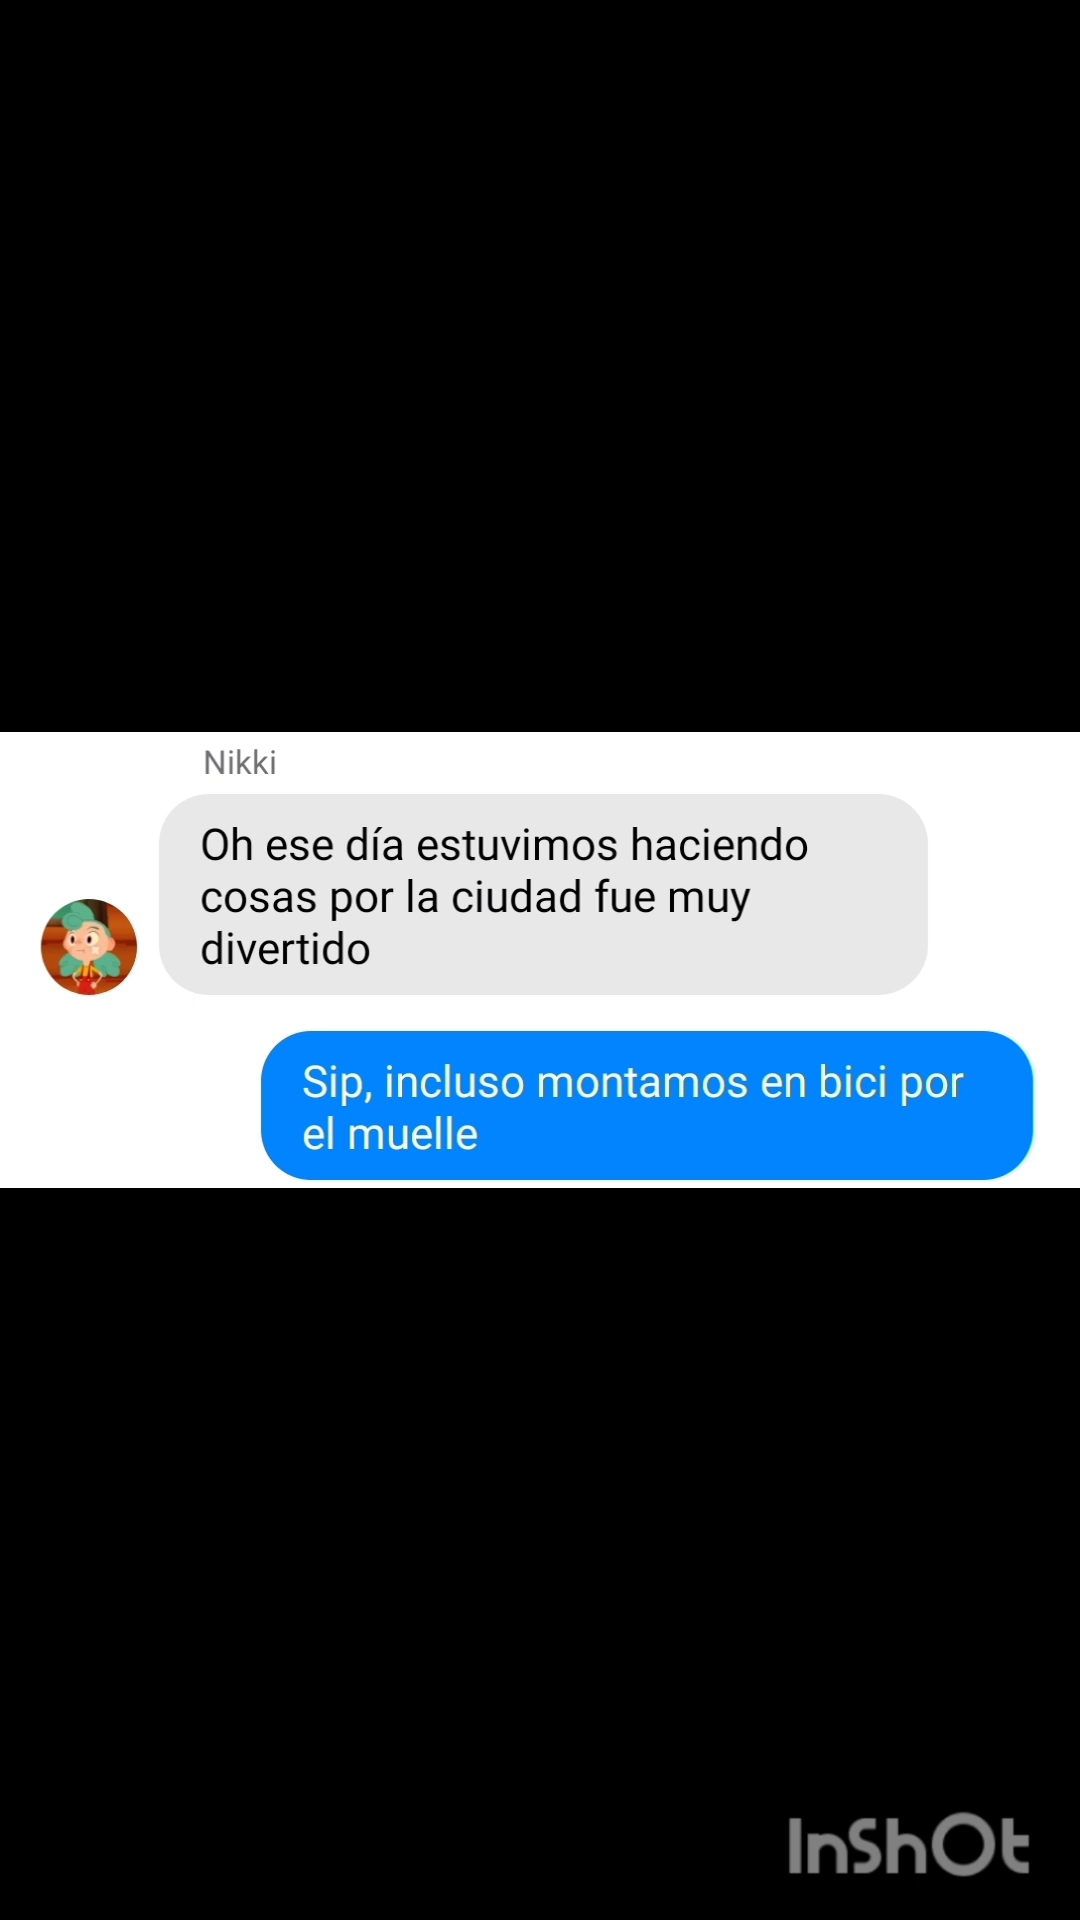 Nikki
Oh ese día estuvimos haciendo
cosas por la ciudad fue muy
divertido
Sip, incluso montamos en bici por
el muelle
InShOt